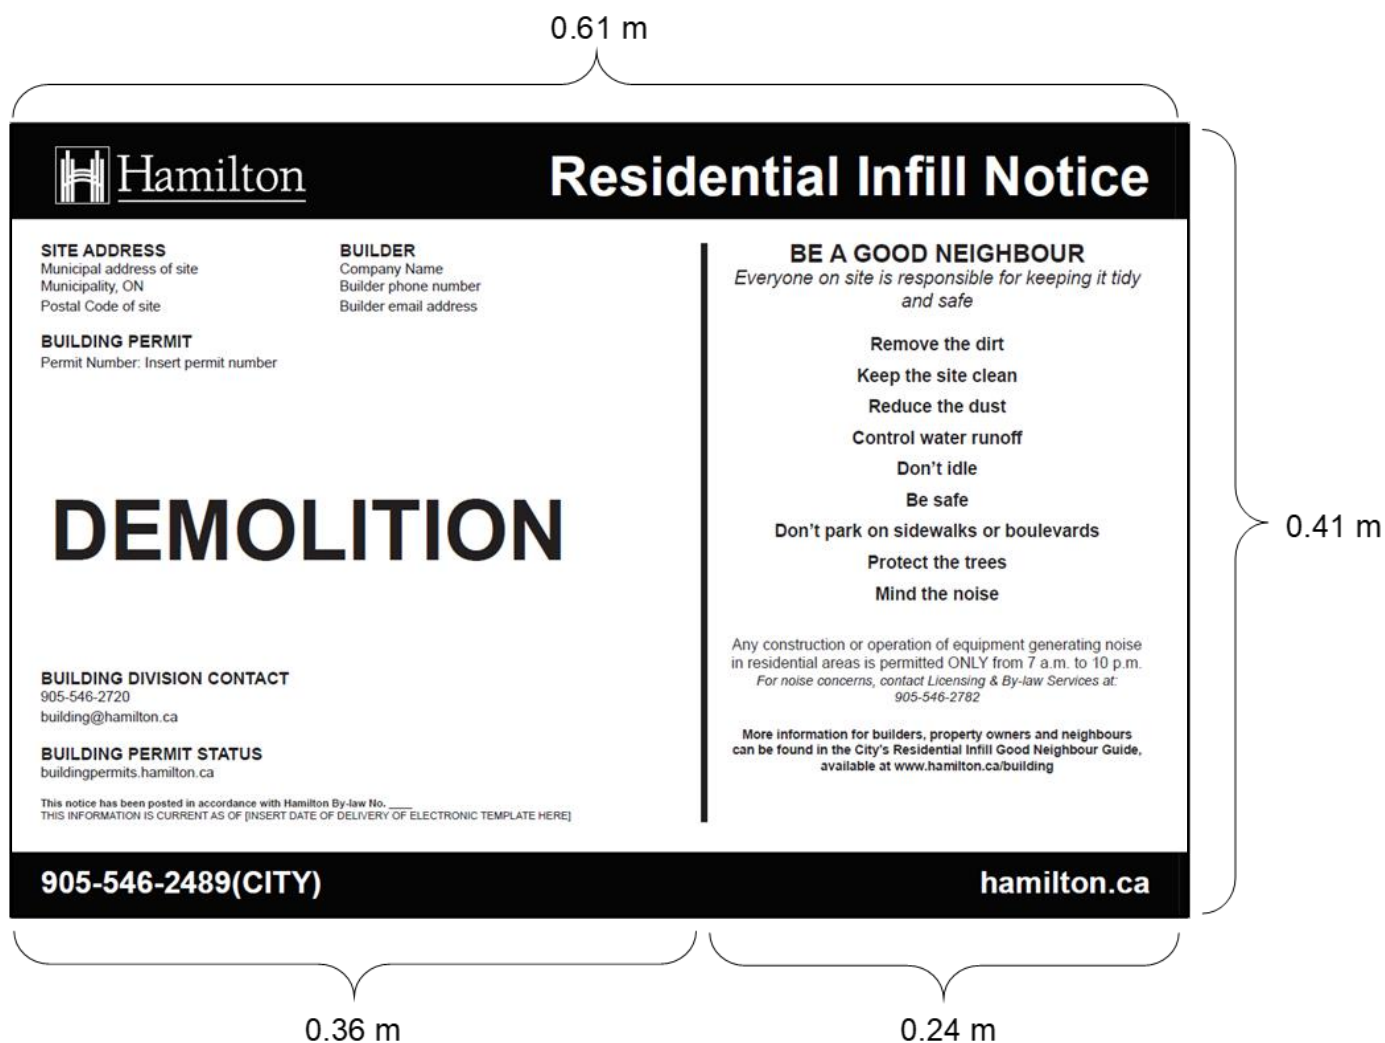 0.61 m
Hamilton
Residential Infill Notice
SITE ADDRESS
Municipal address of site
Municipality, ON
Postal Code of site
BUILDER
Company Name
Builder phone number
Builder email address
BUILDING PERMIT
Permit Number: Insert permit number
DEMOLITION
BUILDING DIVISION CONTACT
905-546-2720
building@hamilton.ca
BUILDING PERMIT STATUS
buildingpermits.hamilton.ca
This notice has been posted in accordance with Hamilton By-law No. ____
THIS INFORMATION IS CURRENT AS OF [INSERT DATE OF DELIVERY OF ELECTRONIC TEMPLATE HERE]
BE A GOOD NEIGHBOUR
Everyone on site is responsible for keeping it tidy
and safe
Remove the dirt
Keep the site clean
Reduce the dust
Control water runoff
Don't idle
Be safe
Don't park on sidewalks or boulevards
Protect the trees
Mind the noise
Any construction or operation of equipment generating noise
in residential areas is permitted ONLY from 7 a.m. to 10 p.m.
For noise concerns, contact Licensing & By-law Services at:
905-546-2782
More information for builders, property owners and neighbours
can be found in the City's Residential Infill Good Neighbour Guide,
available at www.hamilton.ca/building
0.41 m
905-546-2489(CITY)
hamilton.ca
0.36 m
0.24 m